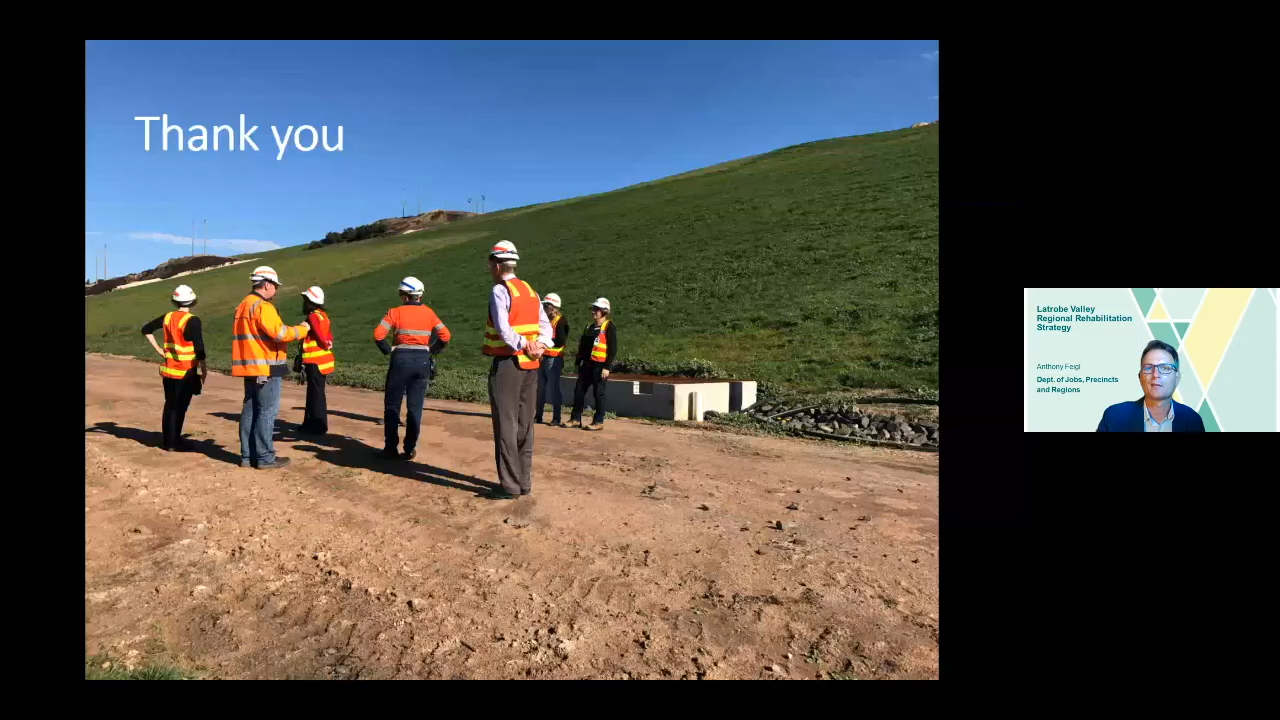 Thank you
Latrobe Valley
Regional Rehabilitation
Strategy
Anthony Feigl
Dept. of Jobs, Precincts
and Regions